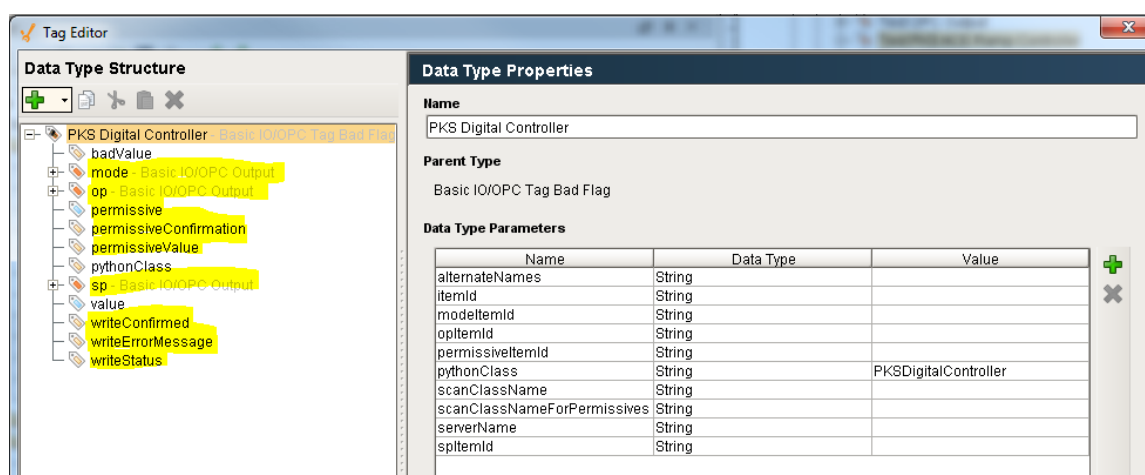 Tag Editor
Data Type Structure
PKS Digital Controller - Basic IO/OPC Tag Bad Flag
badValue
mode - Basic IO/OPC Output
op - Basic IO/OPC Output
permissive
permissiveConfirmation
permissiveValue
pythonClass
sp - Basic IO/OPC Output
value
writeConfirmed
writeErrorMessage
writeStatus
Data Type Properties
Name
PKS Digital Controller
Parent Type
Basic IO/OPC Tag Bad Flag
Data Type Parameters
Name Data Type Value
alternateNames String
itemId String
modeItemId String
opItemId String
permissiveItemId String
pythonClass String PKSDigitalController
scanClassName String
scanClassNameForPermissives String
serverName String
spItemId String